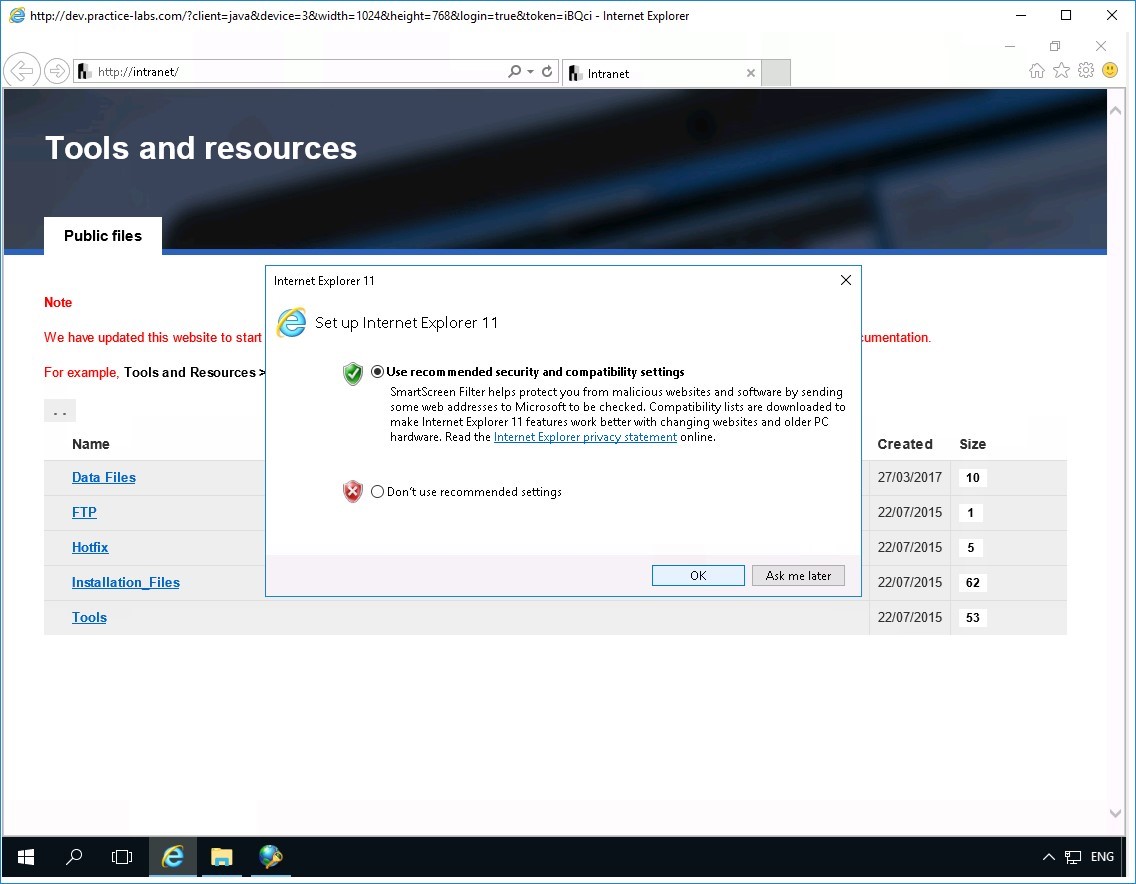 http://dev.practice-labs.com/?client=java&device=3&width=1024&height=768&login=true&token=iBQci - Internet Explorer
http://intranet/
Intranet
Tools and resources
Public files
Note
We have updated this website to start
umentation.
For example, Tools and Resources >
. .
Internet Explorer 11
Set up Internet Explorer 11
Use recommended security and compatibility settings
SmartScreen Filter helps protect you from malicious websites and software by sending
some web addresses to Microsoft to be checked. Compatibility lists are downloaded to
make Internet Explorer 11 features work better with changing websites and older PC
hardware. Read the Internet Explorer privacy statement online.
Don't use recommended settings
OK
Ask me later
Name
Created
Size
Data Files
27/03/2017
10
FTP
22/07/2015
1
Hotfix
22/07/2015
5
Installation_Files
22/07/2015
62
Tools
22/07/2015
53
ENG